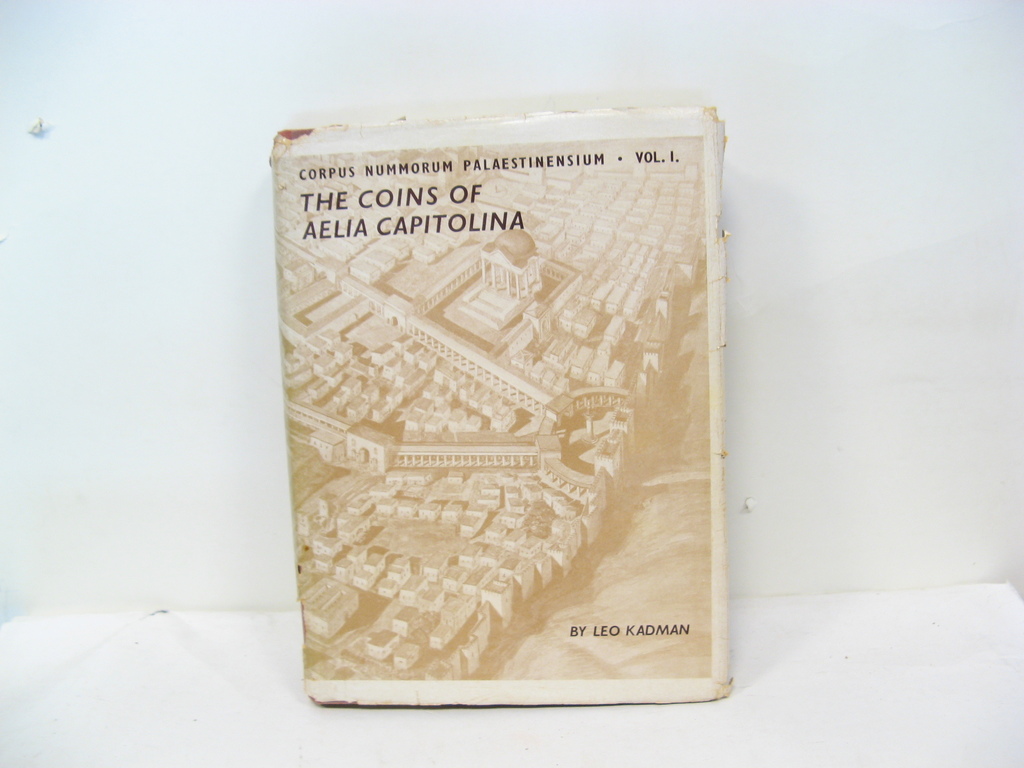 CORPUS NUMMORUM PALAESTINENSIUM • VOL. I.
THE COINS OF
AELIA CAPITOLINA
BY LEO KADMAN